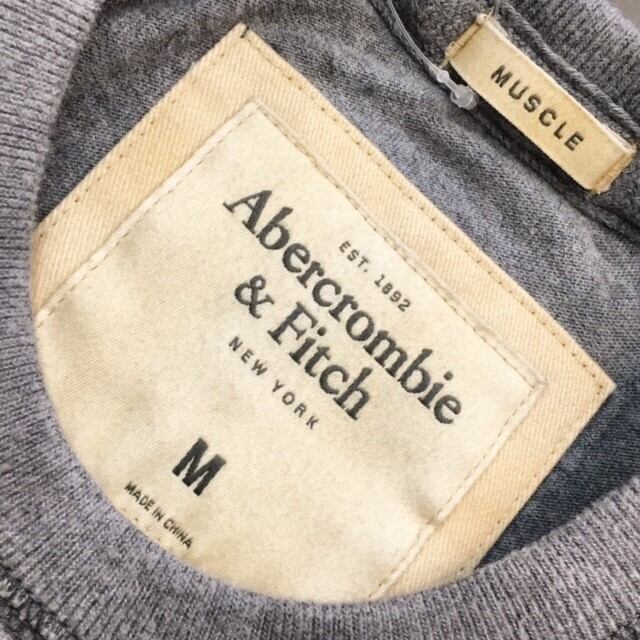 MUSCLE
EST. 1892
Abercrombie
& Fitch
NEW YORK
M
MADE IN CHINA